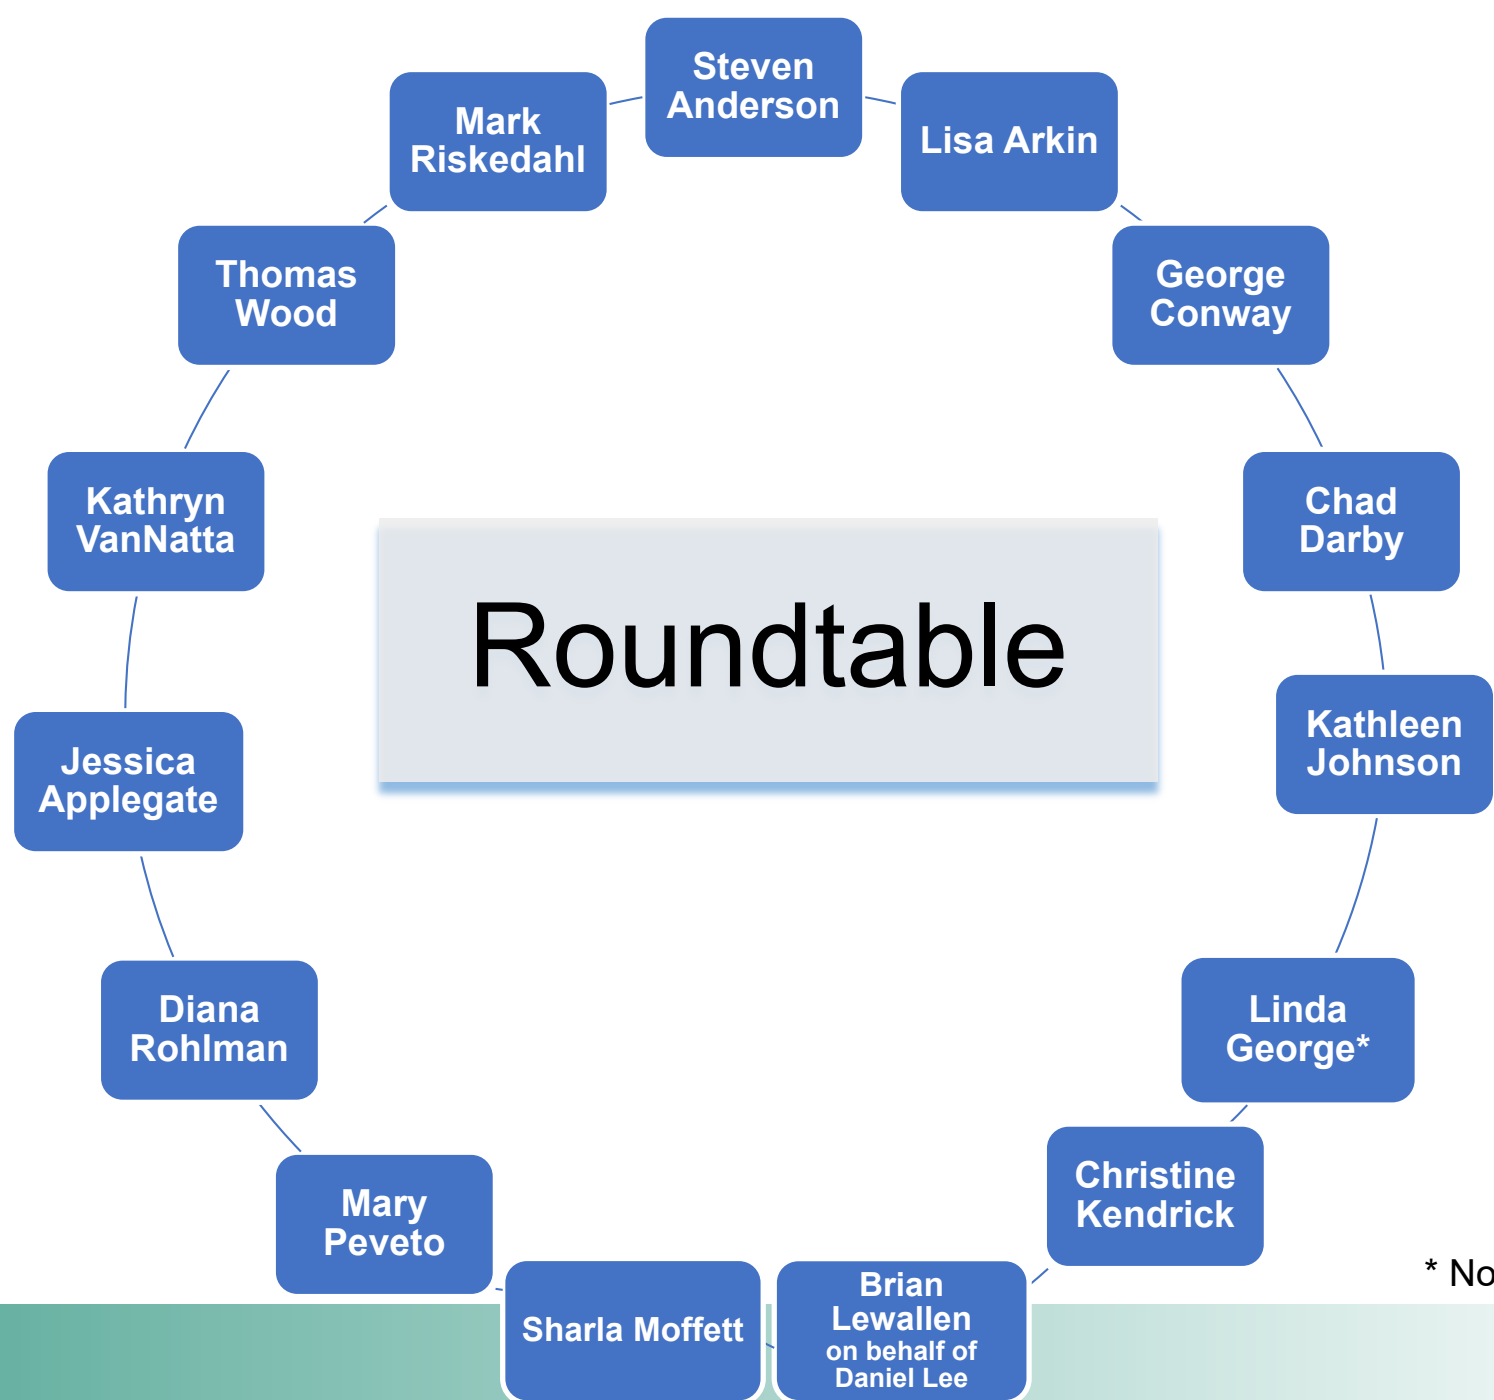 Steven
Anderson
Lisa Arkin
George
Conway
Chad
Darby
Kathleen
Johnson
Linda
George*
Christine
Kendrick
Brian
Lewallen
on behalf of
Daniel Lee
Sharla Moffett
Mary
Peveto
Diana
Rohlman
Jessica
Applegate
Kathryn
VanNatta
Thomas
Wood
Mark
Riskedahl
Roundtable
* No